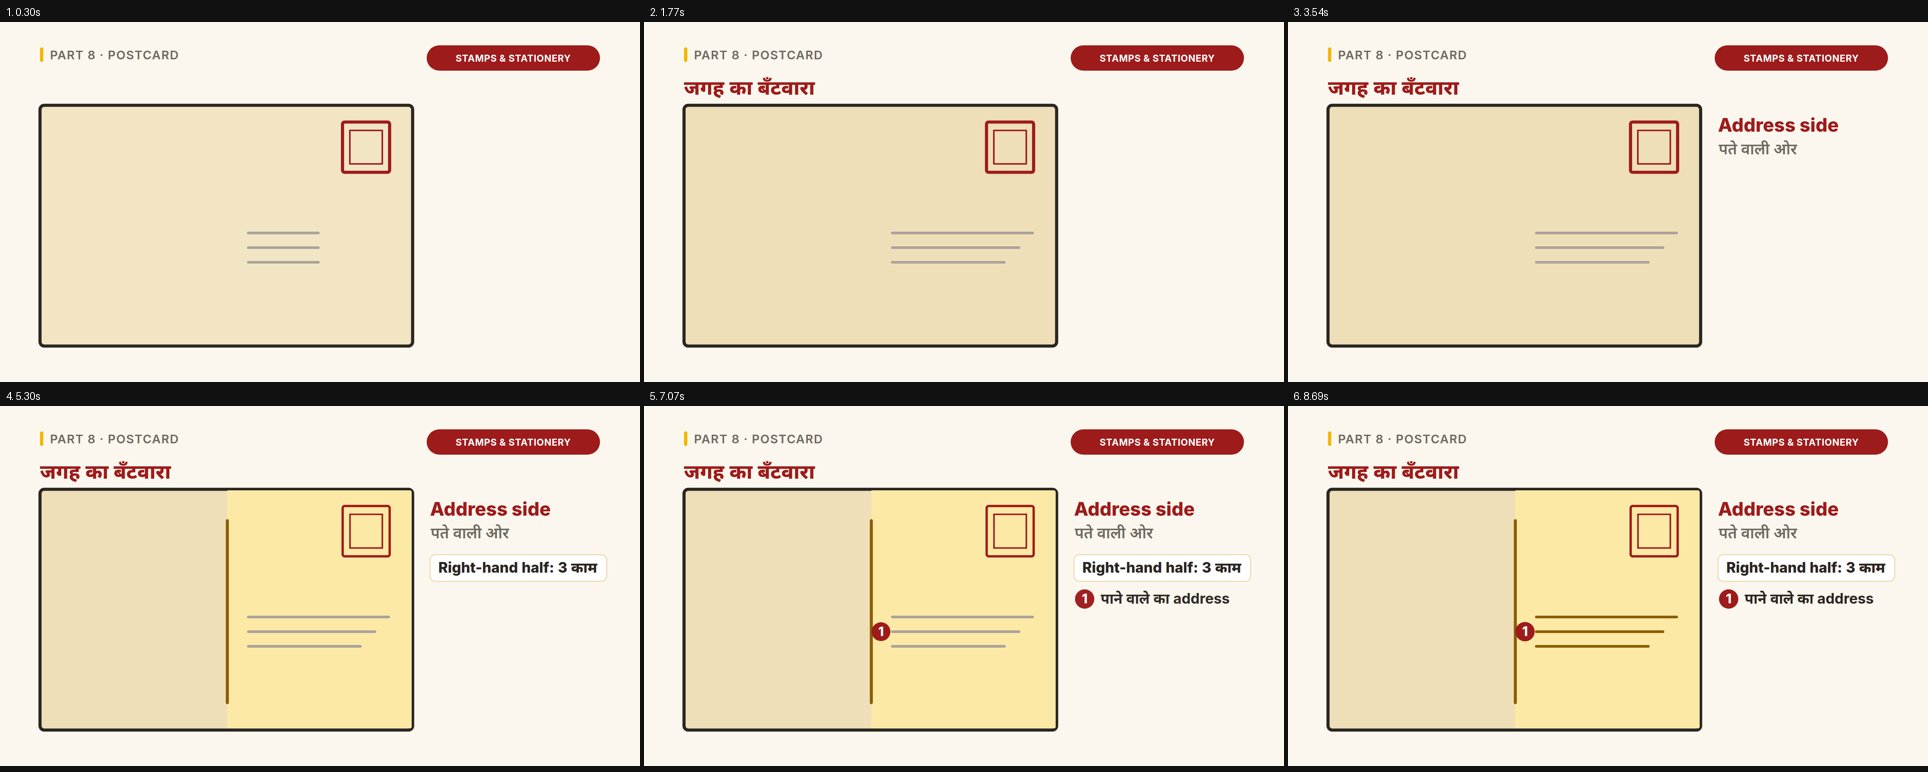 1. 0.30s
PART 8 · POSTCARD
STAMPS & STATIONERY
2. 1.77s
PART 8 · POSTCARD
STAMPS & STATIONERY
जगह का बँटवारा
3. 3.54s
PART 8 · POSTCARD
STAMPS & STATIONERY
जगह का बँटवारा
Address side
पते वाली ओर
4. 5.30s
PART 8 · POSTCARD
STAMPS & STATIONERY
जगह का बँटवारा
Address side
पते वाली ओर
Right-hand half: 3 काम
5. 7.07s
PART 8 · POSTCARD
STAMPS & STATIONERY
जगह का बँटवारा
Address side
पते वाली ओर
Right-hand half: 3 काम
1 पाने वाले का address
1
6. 8.69s
PART 8 · POSTCARD
STAMPS & STATIONERY
जगह का बँटवारा
Address side
पते वाली ओर
Right-hand half: 3 काम
1 पाने वाले का address
1